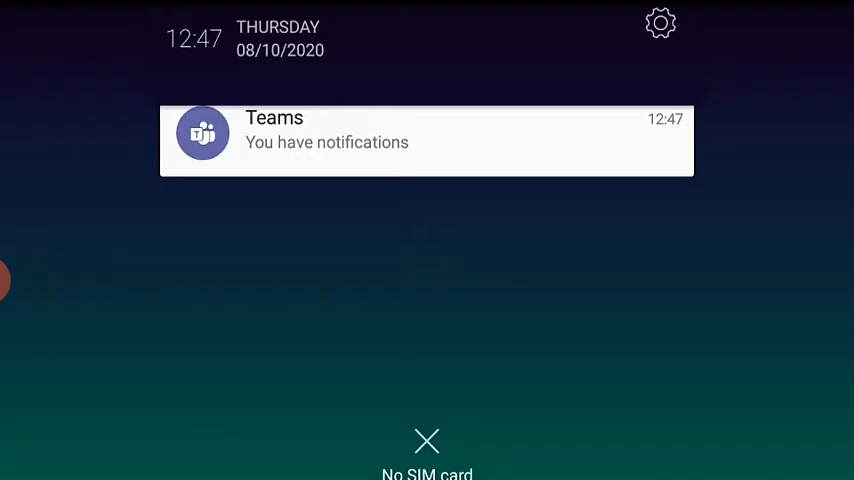 12:47
THURSDAY
08/10/2020
Teams
12:47
You have notifications
No SIM card